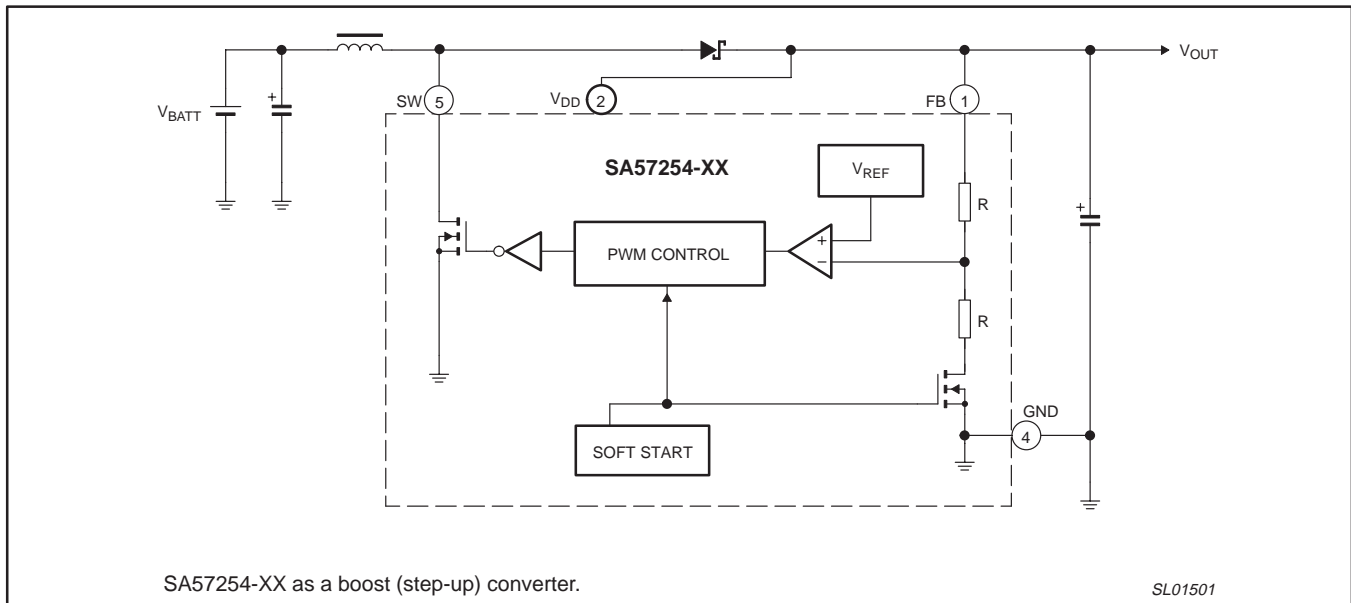 VOUT
VBATT
+
SW 5
VDD 2
FB 1
SA57254-XX
VREF
R
+
PWM CONTROL
+
−
R
SOFT START
GND
4
SA57254-XX as a boost (step-up) converter.
SL01501